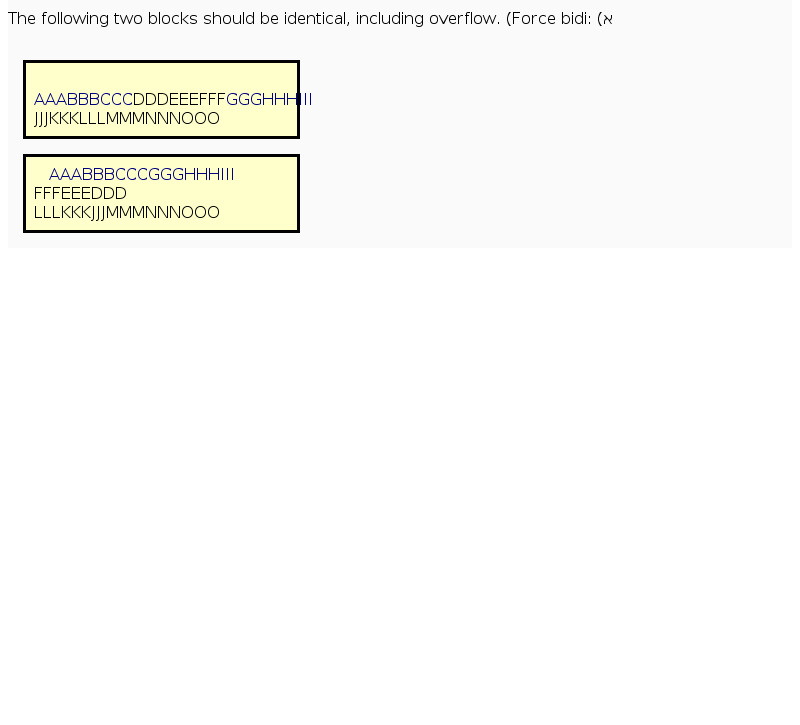 The following two blocks should be identical, including overflow. (Force bidi: (א
AAABBBCCCDDDEEEFFFGGGHHHIII
JJJKKKLLLMMMNNNOOO
AAABBBCCCGGGHHHIII
FFFEEEDDD
LLLKKKJJJMMMNNNOOO